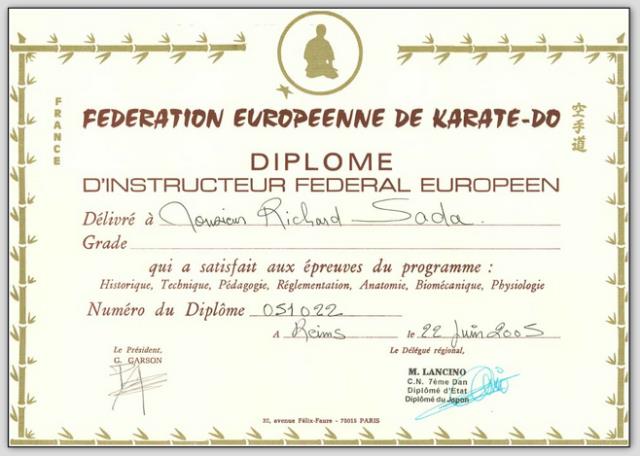 FRANCE
空手道
FEDERATION EUROPEENNE DE KARATE-DO
DIPLOME
D'INSTRUCTEUR FEDERAL EUROPEEN
Délivré à Monsieur Richard Sada.
Grade
qui a satisfait aux épreuves du programme :
Historique, Technique, Pédagogie, Réglementation, Anatomie, Biomécanique, Physiologie
Numéro du Diplôme 051022
A Reims le 22 Juin 2005
Le Président, Le Délégué régional,
G. GARSON
M. LANCINO
C.N. 7ème Dan
Diplômé d'Etat
Diplômé du Japon
32, avenue Félix-Faure - 75015 PARIS